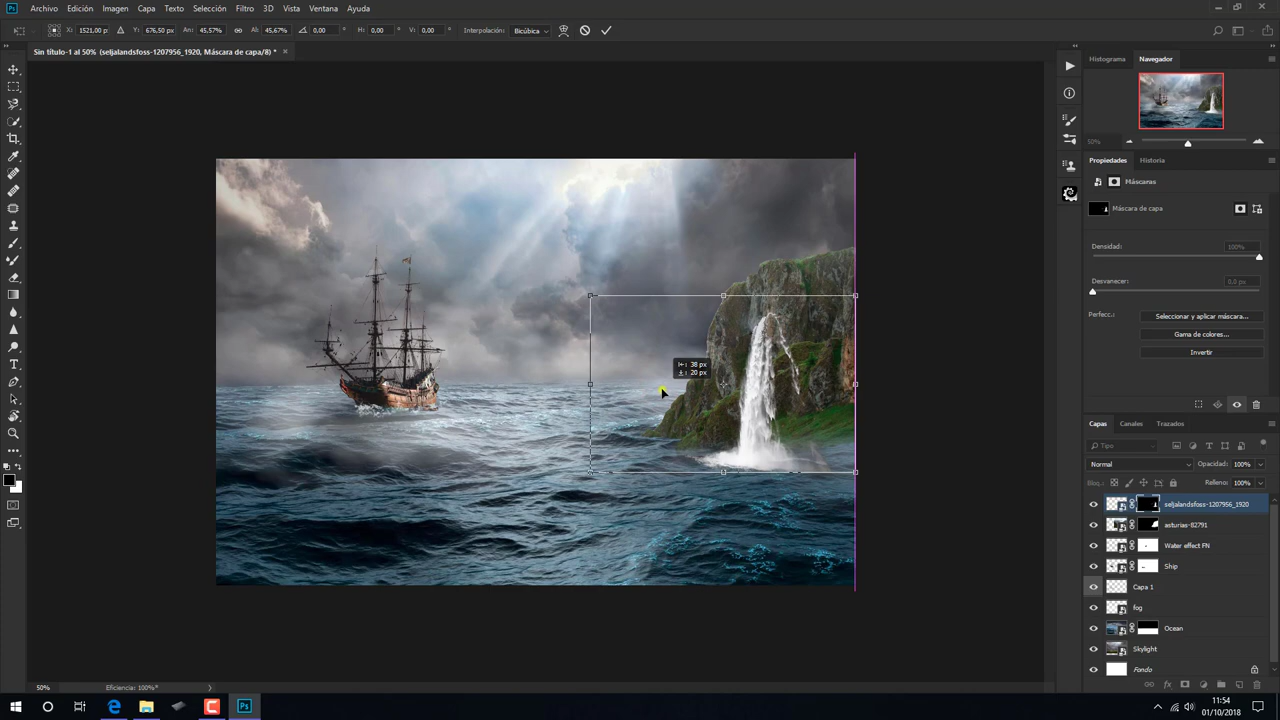 Ps Archivo Edición Imagen Capa Texto Selección Filtro 3D Vista Ventana Ayuda
X: 1521,00 px Y: 676,50 px An: 45,57% Al: 45,67% 0,00 ° H: 0,00 ° V: 0,00 ° Interpolación: Bicúbica
Sin título-1 al 50% (seljalandsfoss-1207956_1920, Máscara de capa/8) *
Histograma Navegador
50%
Propiedades Historia
Máscaras
Máscara de capa
Densidad: 100%
Desvanecer: 0,0 px
Perfecc.: Seleccionar y aplicar máscara...
Gama de colores...
Invertir
38 px
20 px
Capas Canales Trazados
Tipo
Normal Opacidad: 100%
Bloq.: Relleno: 100%
seljalandsfoss-1207956_1920
asturias-82791
Water effect FN
Ship
Capa 1
fog
Ocean
Skylight
Fondo
50% Eficiencia: 100%*
Ps
11:54
01/10/2018